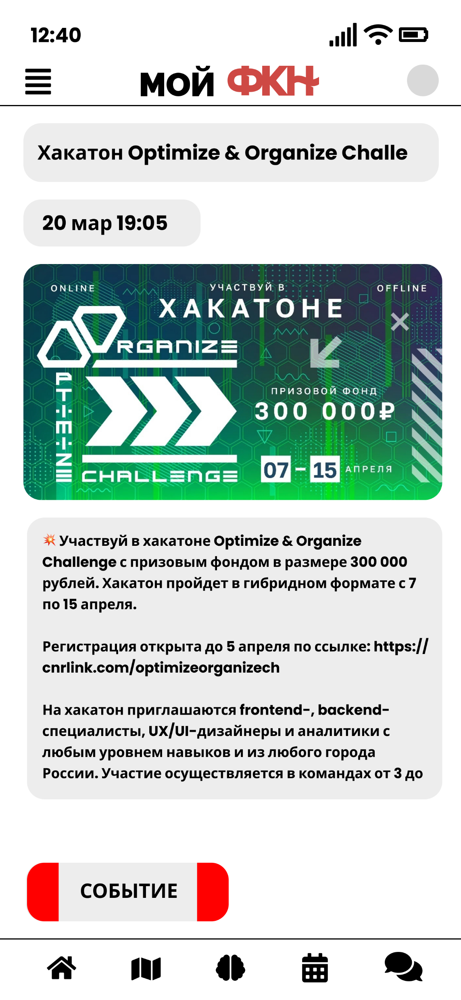 12:40
мой ФКН
Хакатон Optimize & Organize Challe
20 мар 19:05
ONLINE
УЧАСТВУЙ В
OFFLINE
ХАКАТОНЕ
ORGANIZE
OPTIMIZE
CHALLENGE
ПРИЗОВОЙ ФОНД
300 000₽
07 - 15 АПРЕЛЯ
💥 Участвуй в хакатоне Optimize & Organize
Challenge с призовым фондом в размере 300 000
рублей. Хакатон пройдет в гибридном формате с 7
по 15 апреля.
Регистрация открыта до 5 апреля по ссылке: https://
cnrlink.com/optimizeorganizech
На хакатон приглашаются frontend-, backend-
специалисты, UX/UI-дизайнеры и аналитики с
любым уровнем навыков и из любого города
России. Участие осуществляется в командах от 3 до
СОБЫТИЕ